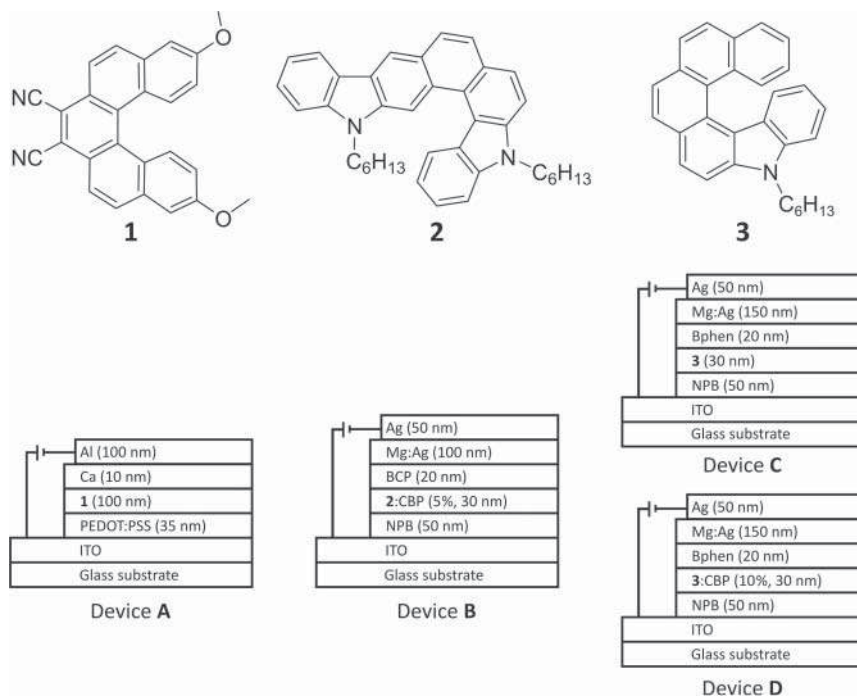 O
NC
NC
O
1
N
C6H13
N
C6H13
2
N
C6H13
3
Al (100 nm)
Ca (10 nm)
1 (100 nm)
PEDOT:PSS (35 nm)
ITO
Glass substrate
Device A
Ag (50 nm)
Mg:Ag (100 nm)
BCP (20 nm)
2:CBP (5%, 30 nm)
NPB (50 nm)
ITO
Glass substrate
Device B
Ag (50 nm)
Mg:Ag (150 nm)
Bphen (20 nm)
3 (30 nm)
NPB (50 nm)
ITO
Glass substrate
Device C
Ag (50 nm)
Mg:Ag (150 nm)
Bphen (20 nm)
3:CBP (10%, 30 nm)
NPB (50 nm)
ITO
Glass substrate
Device D